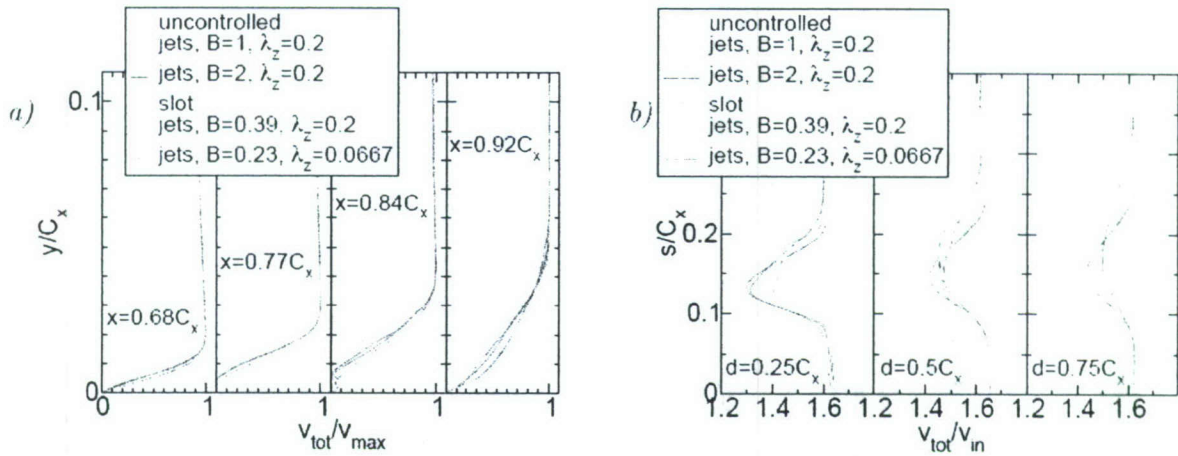 a)
uncontrolled
jets, B=1, λz=0.2
jets, B=2, λz=0.2
slot
jets, B=0.39, λz=0.2
jets, B=0.23, λz=0.0667
0.1
y/Cx
0
x=0.68Cx
x=0.77Cx
x=0.84Cx
x=0.92Cx
0 1 1 1 1
vtot/vmax
b)
uncontrolled
jets, B=1, λz=0.2
jets, B=2, λz=0.2
slot
jets, B=0.39, λz=0.2
jets, B=0.23, λz=0.0667
s/Cx
0.2
0.1
0
d=0.25Cx
d=0.5Cx
d=0.75Cx
1.2 1.4 1.6 1.2 1.4 1.6 1.2 1.4 1.6
vtot/vin